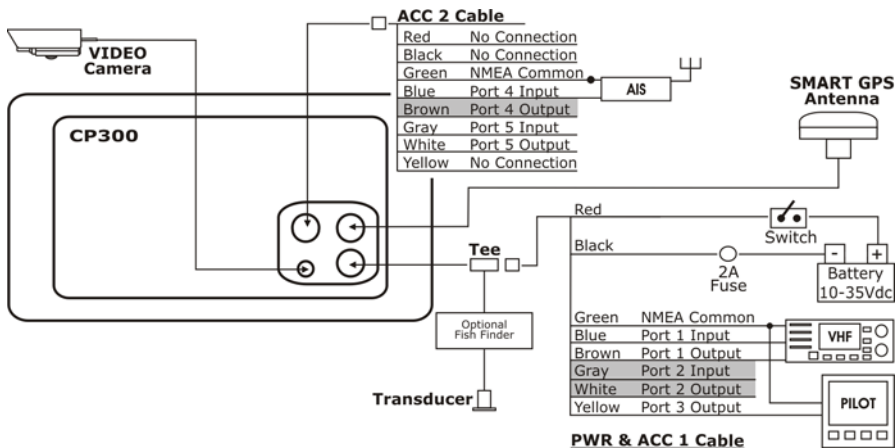 ACC 2 Cable
Red No Connection
Black No Connection
Green NMEA Common
Blue Port 4 Input
Brown Port 4 Output
Gray Port 5 Input
White Port 5 Output
Yellow No Connection
VIDEO
Camera
AIS
SMART GPS
Antenna
CP300
Red
Switch
Black
2A
Fuse
- +
Battery
10-35Vdc
Tee
Optional
Fish Finder
Transducer
Green NMEA Common
Blue Port 1 Input
Brown Port 1 Output
Gray Port 2 Input
White Port 2 Output
Yellow Port 3 Output
VHF
PILOT
PWR & ACC 1 Cable